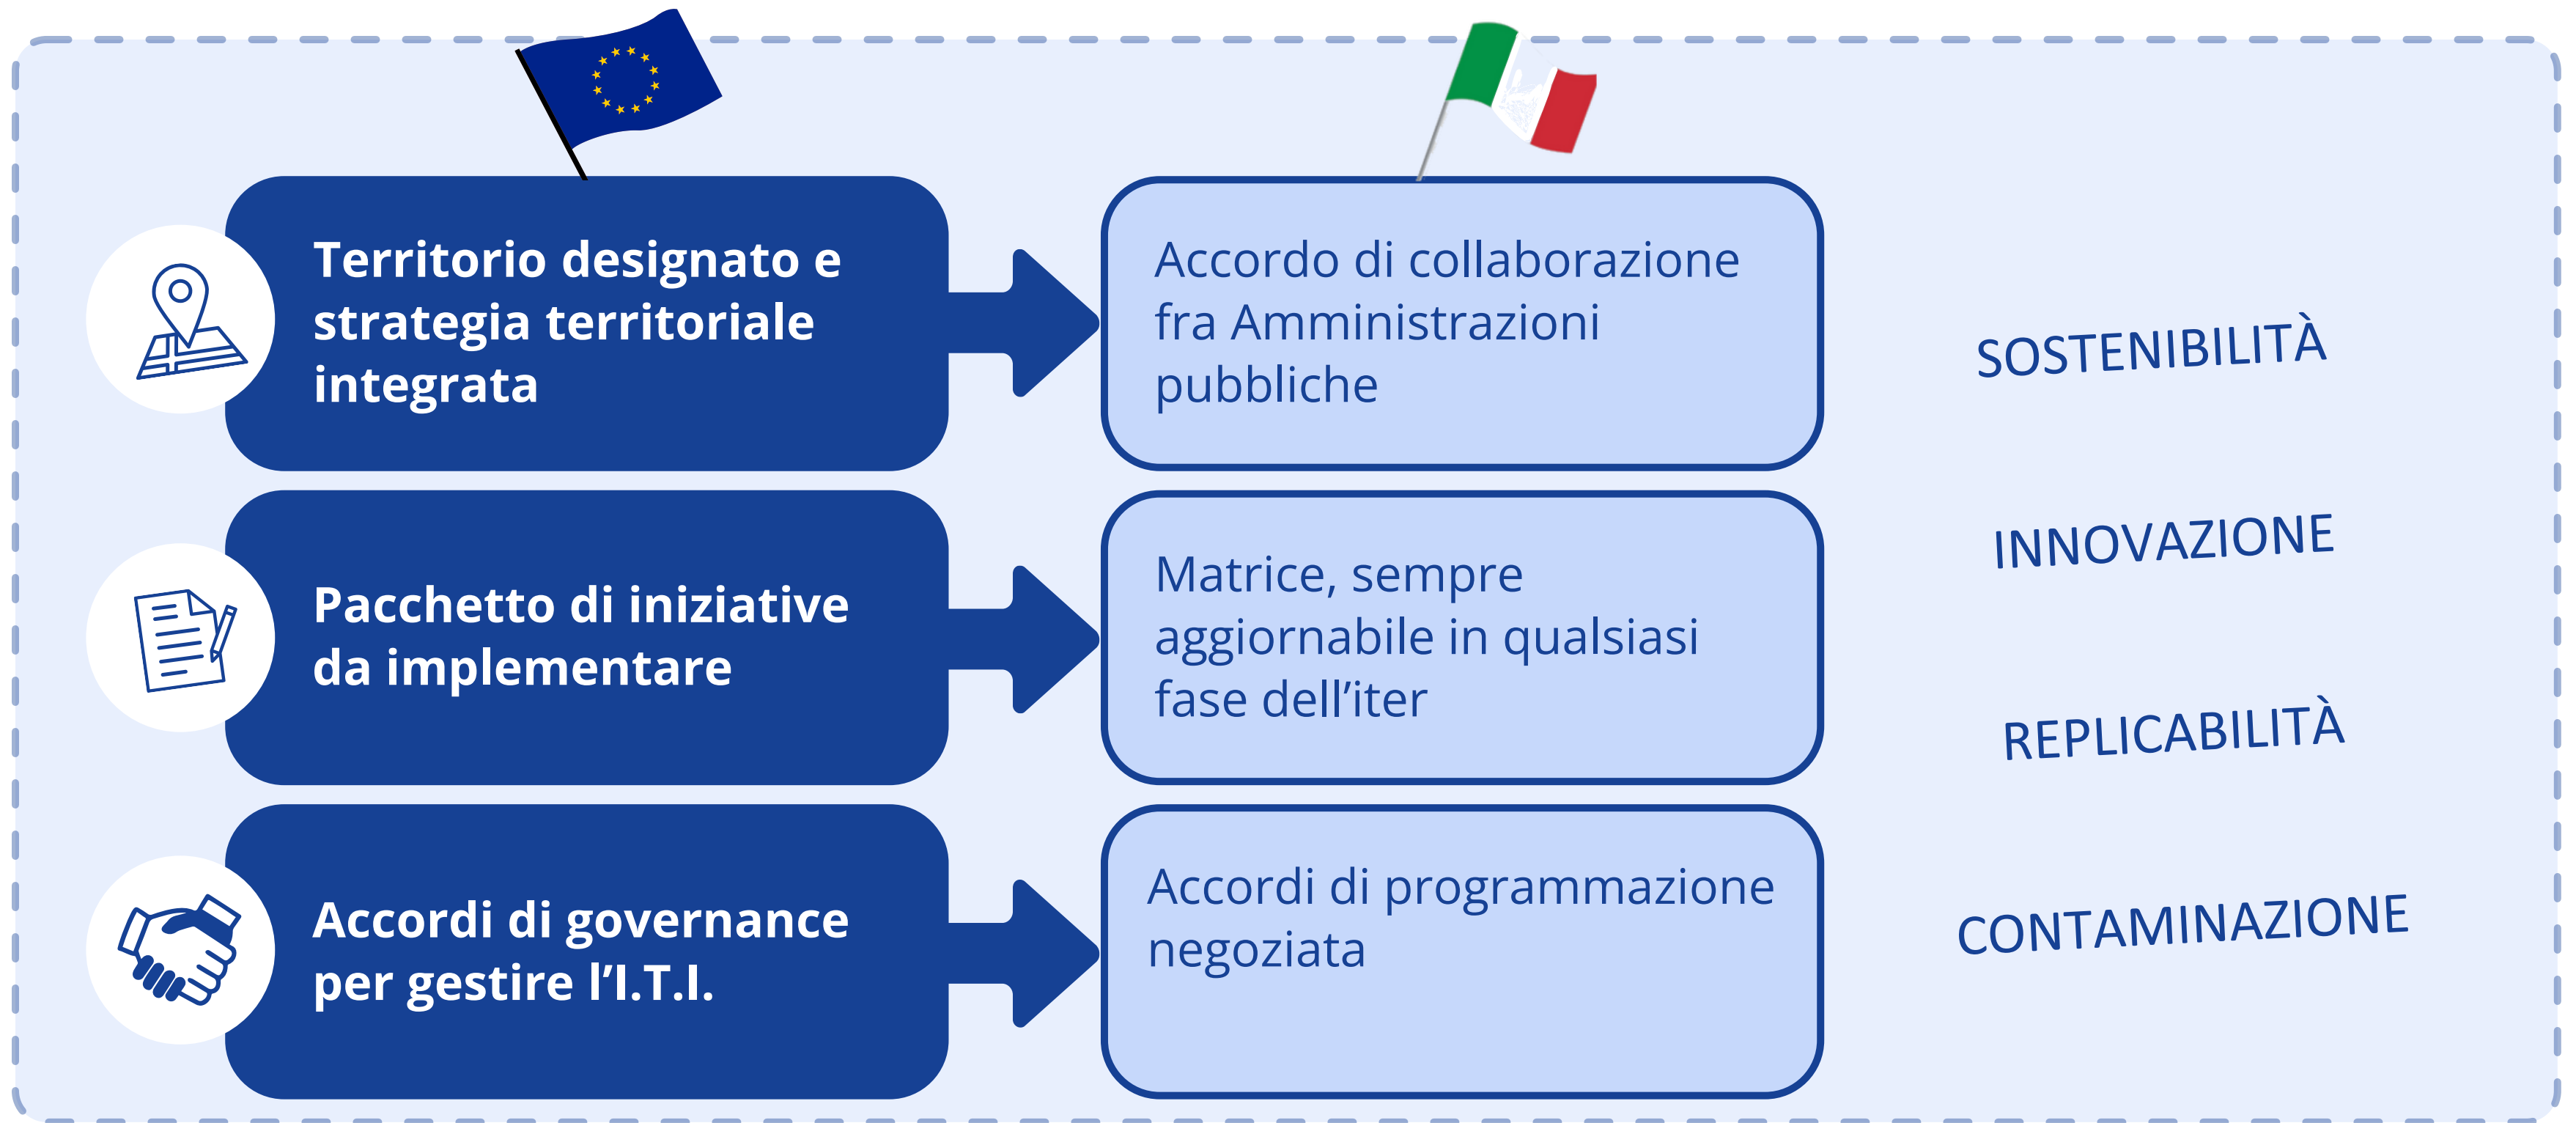 Territorio designato e
strategia territoriale
integrata
Accordo di collaborazione
fra Amministrazioni
pubbliche
Pacchetto di iniziative
da implementare
Matrice, sempre
aggiornabile in qualsiasi
fase dell’iter
Accordi di governance
per gestire l’I.T.I.
Accordi di programmazione
negoziata
SOSTENIBILITÀ
INNOVAZIONE
REPLICABILITÀ
CONTAMINAZIONE